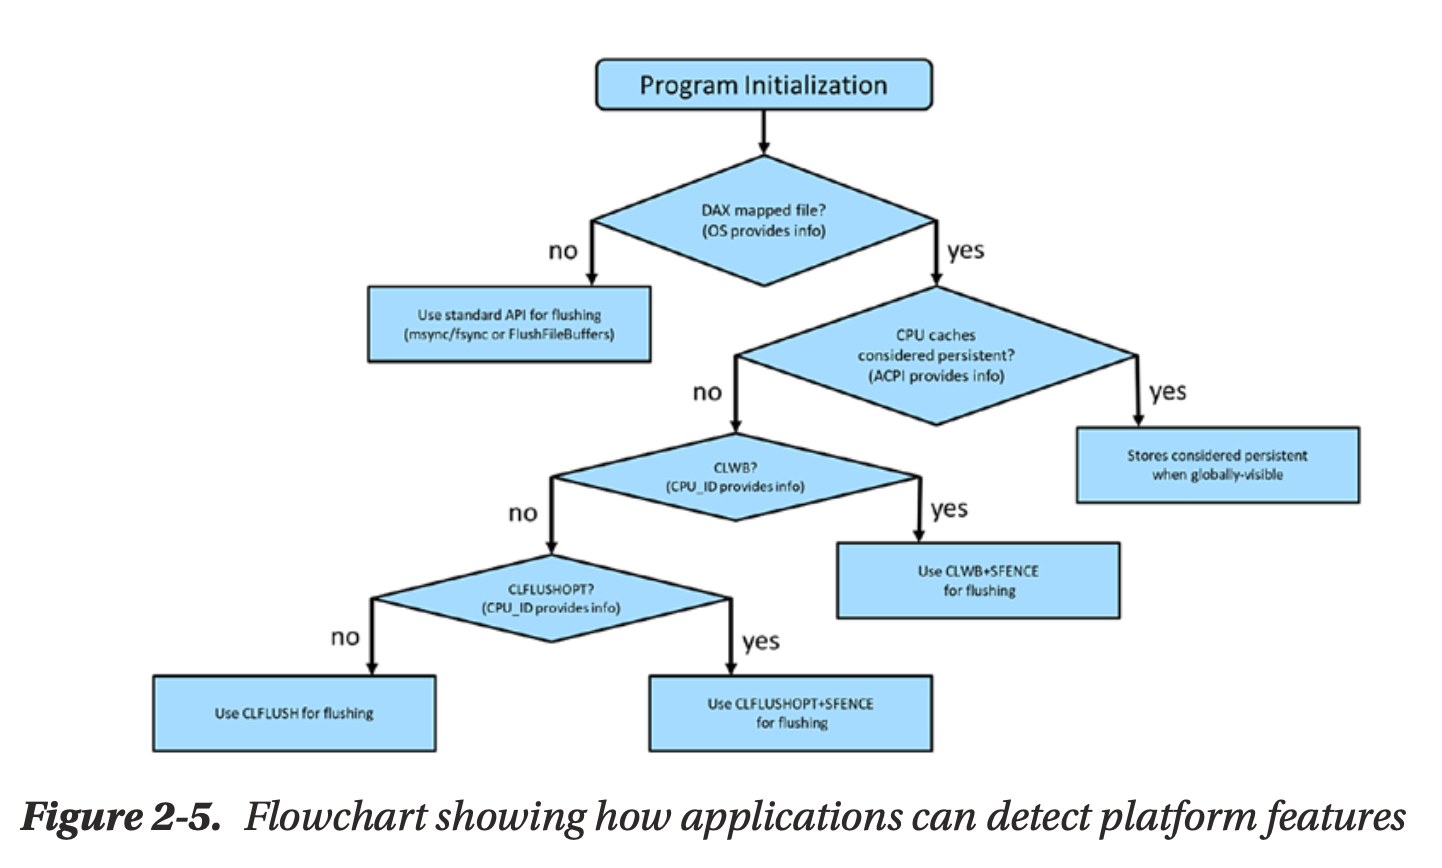 Program Initialization
DAX mapped file?
(OS provides info)
no
yes
Use standard API for flushing
(msync/fsync or FlushFileBuffers)
CPU caches
considered persistent?
(ACPI provides info)
no
yes
Stores considered persistent
when globally-visible
CLWB?
(CPU_ID provides info)
no
yes
Use CLWB+SFENCE
for flushing
CLFLUSHOPT?
(CPU_ID provides info)
no
yes
Use CLFLUSH for flushing
Use CLFLUSHOPT+SFENCE
for flushing
Figure 2-5. Flowchart showing how applications can detect platform features